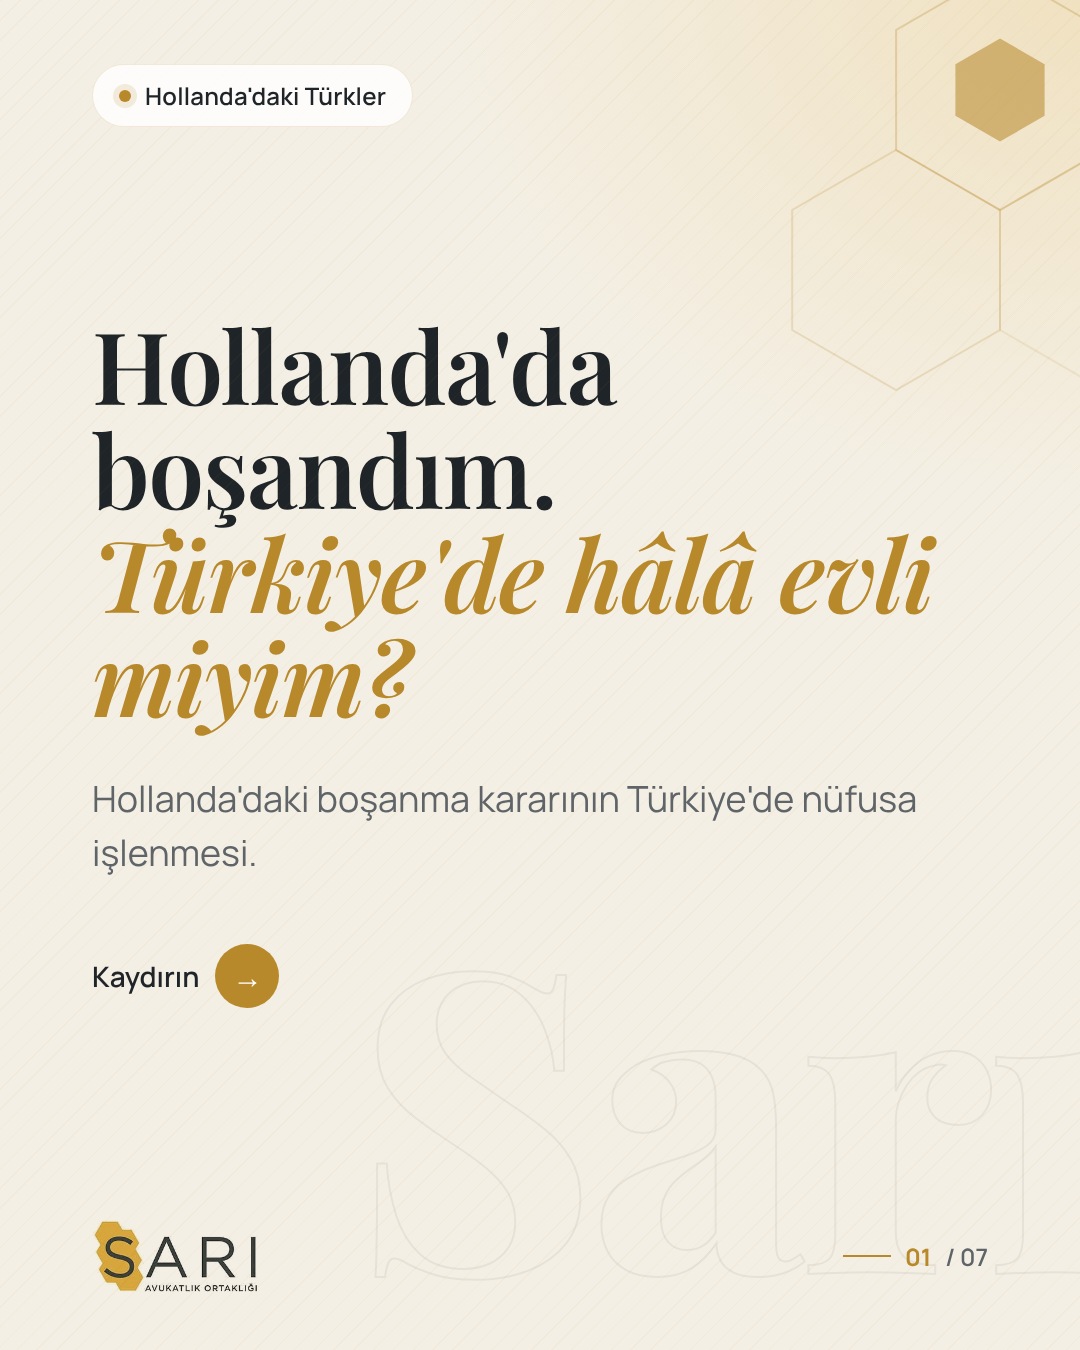 Hollanda'daki Türkler
Hollanda'da
boşandım.
Türkiye'de hâlâ evli
miyim?
Hollanda'daki boşanma kararının Türkiye'de nüfusa
işlenmesi.
Kaydırın →
Sarı
SARI
AVUKATLIK ORTAKLIĞI
01 / 07